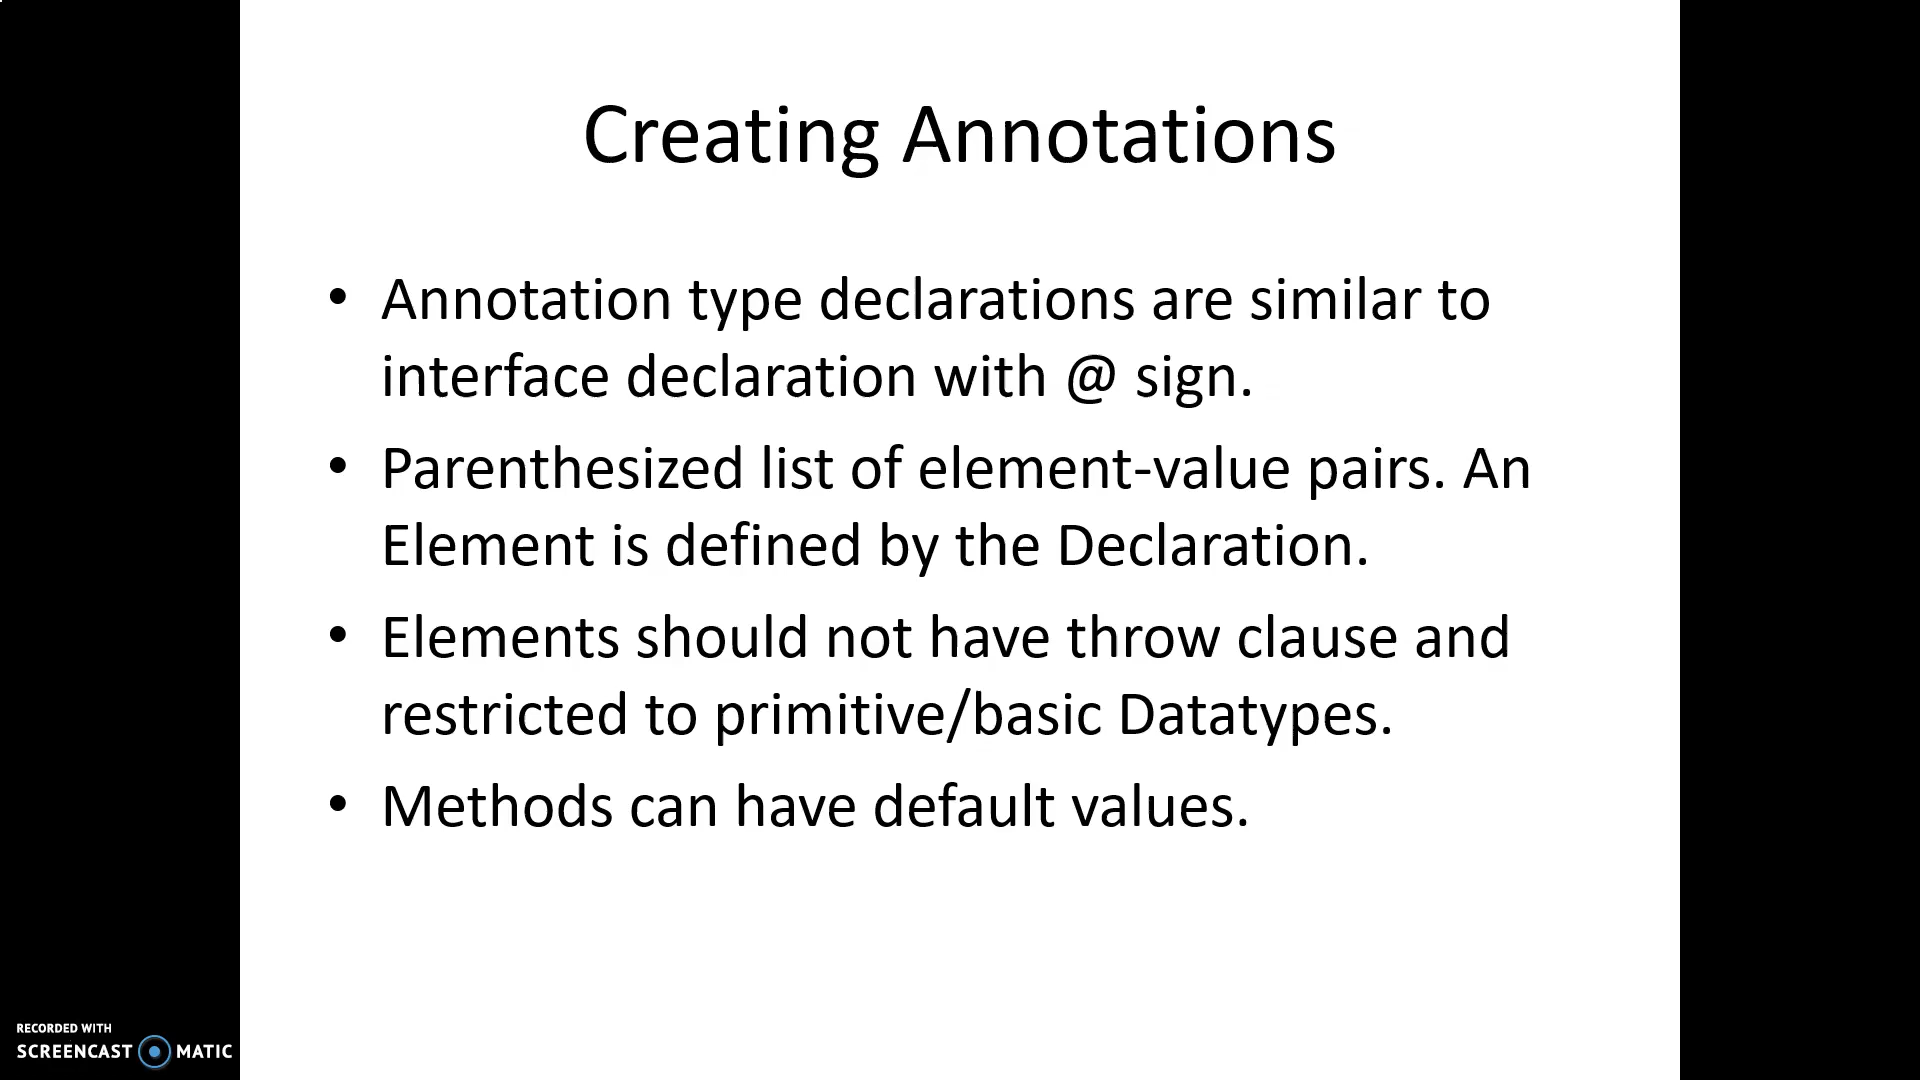 Creating Annotations
• Annotation type declarations are similar to
interface declaration with @ sign.
• Parenthesized list of element-value pairs. An
Element is defined by the Declaration.
• Elements should not have throw clause and
restricted to primitive/basic Datatypes.
• Methods can have default values.
RECORDED WITH
SCREENCAST MATIC